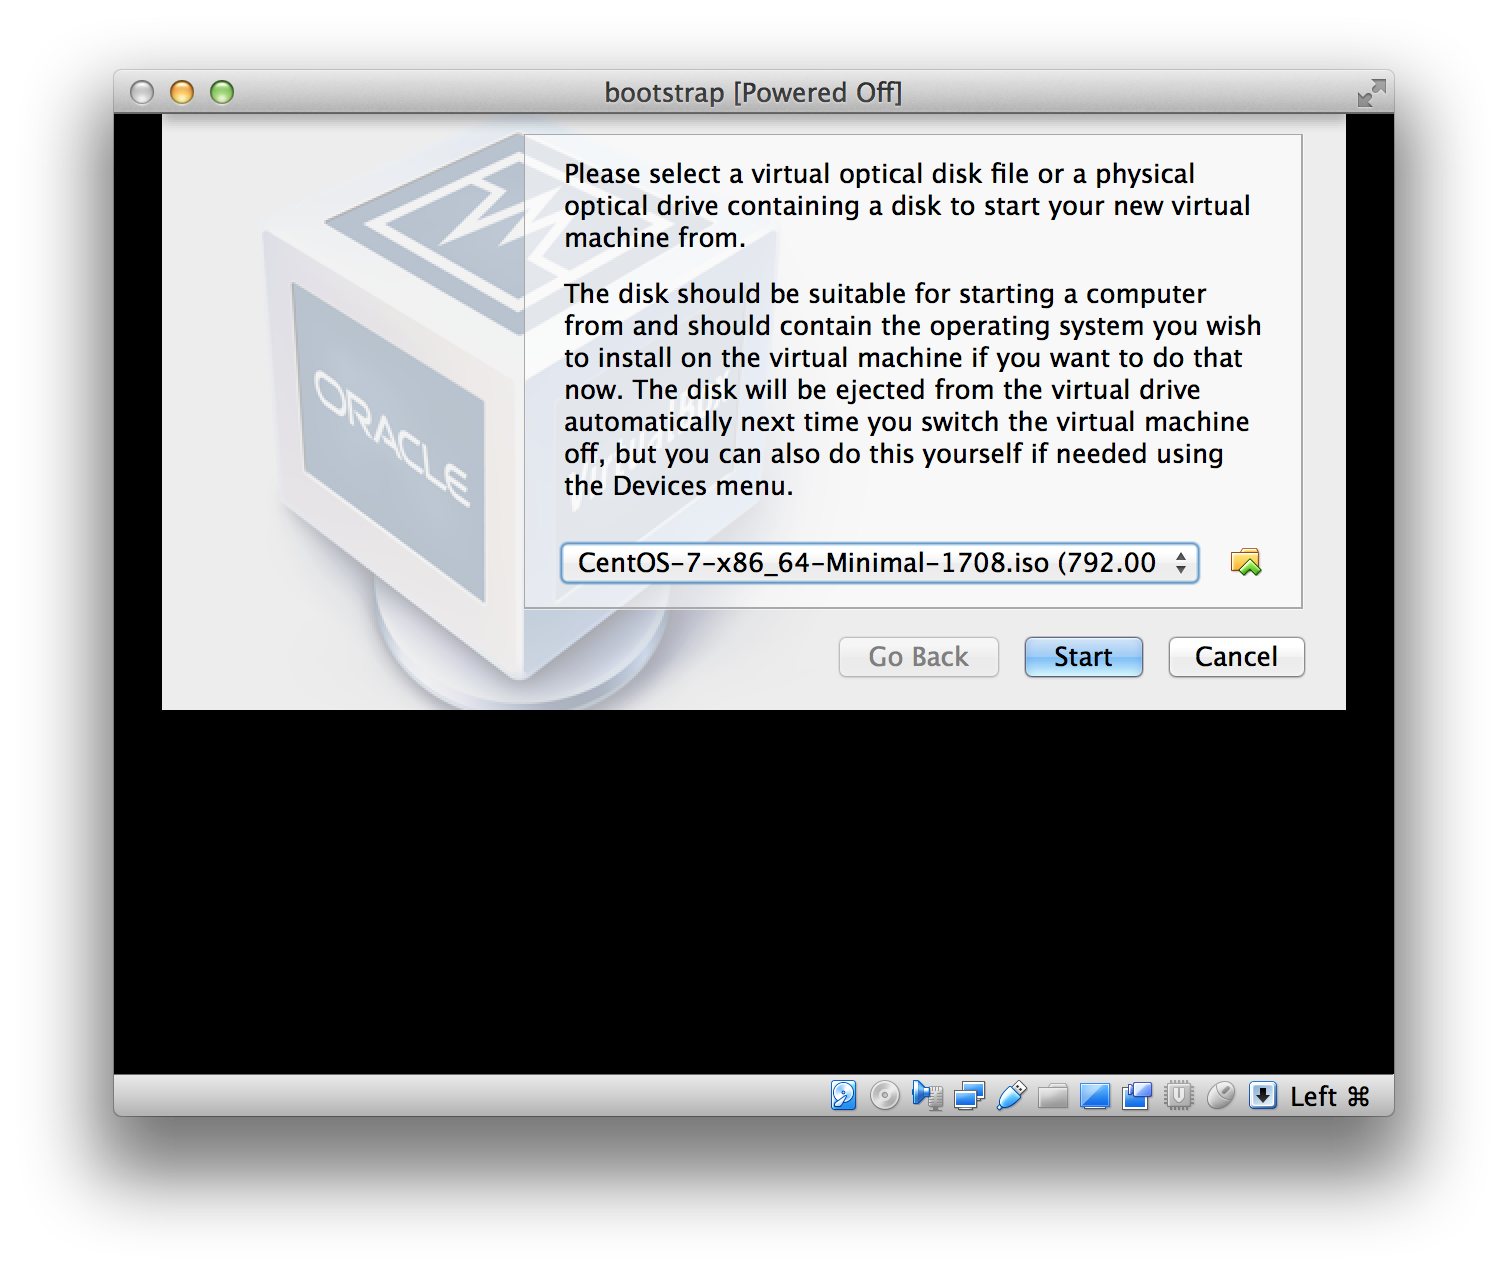 bootstrap [Powered Off]
Please select a virtual optical disk file or a physical
optical drive containing a disk to start your new virtual
machine from.
The disk should be suitable for starting a computer
from and should contain the operating system you wish
to install on the virtual machine if you want to do that
now. The disk will be ejected from the virtual drive
automatically next time you switch the virtual machine
off, but you can also do this yourself if needed using
the Devices menu.
ORACLE
VirtualBox
CentOS-7-x86_64-Minimal-1708.iso (792.00
Go Back
Start
Cancel
Left ⌘